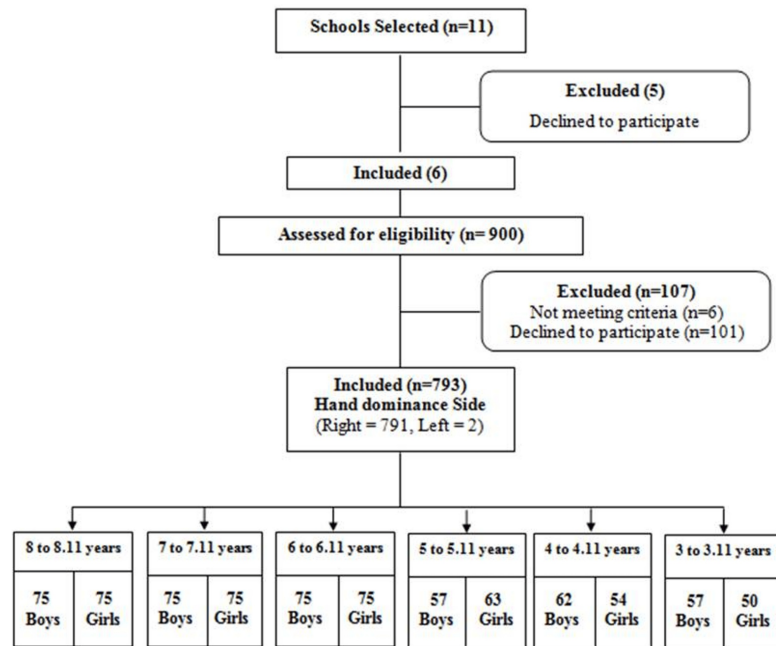 Schools Selected (n=11)
Excluded (5)
Declined to participate
Included (6)
Assessed for eligibility (n= 900)
Excluded (n=107)
Not meeting criteria (n=6)
Declined to participate (n=101)
Included (n=793)
Hand dominance Side
(Right = 791, Left = 2)
8 to 8.11 years
75 Boys
75 Girls
7 to 7.11 years
75 Boys
75 Girls
6 to 6.11 years
75 Boys
75 Girls
5 to 5.11 years
57 Boys
63 Girls
4 to 4.11 years
62 Boys
54 Girls
3 to 3.11 years
57 Boys
50 Girls